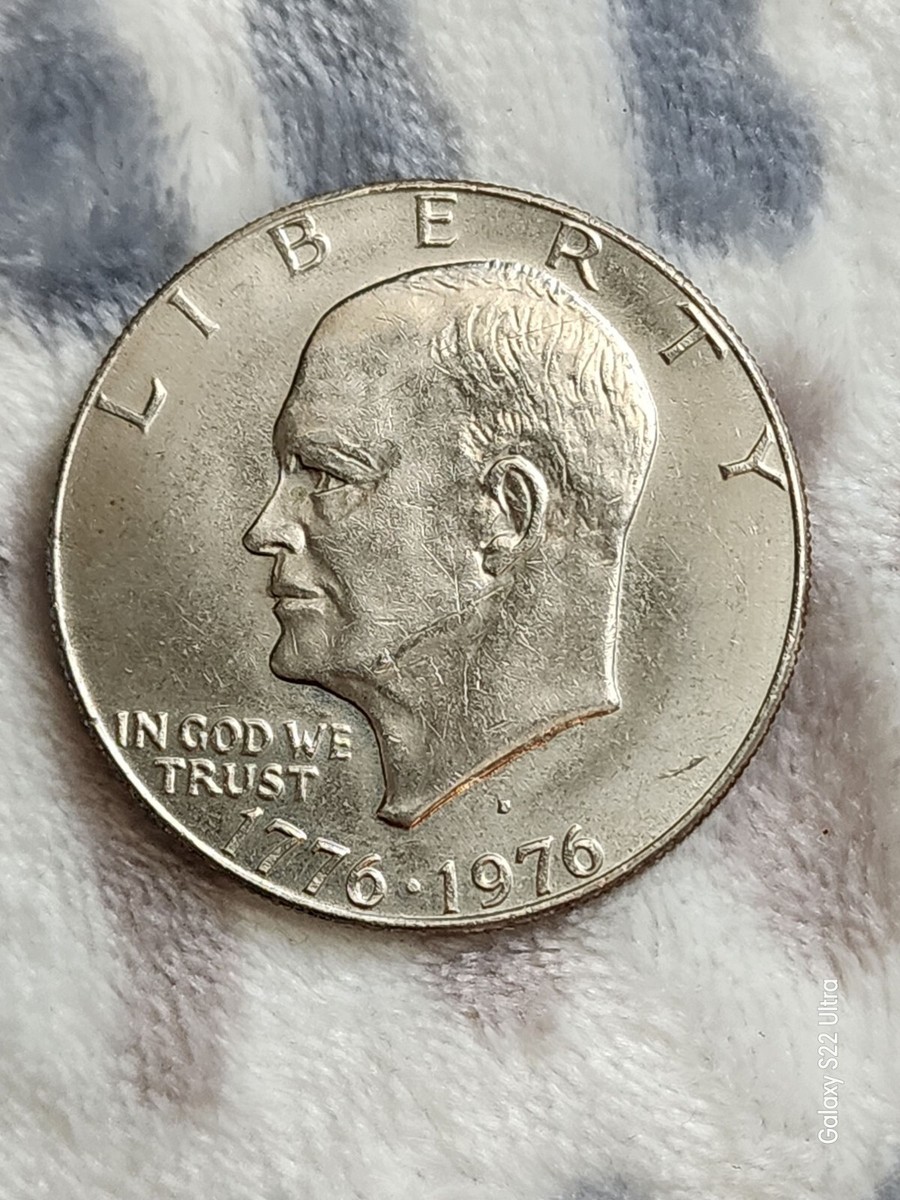 LIBERTY
IN GOD WE
TRUST
1776·1976
Galaxy S22 Ultra